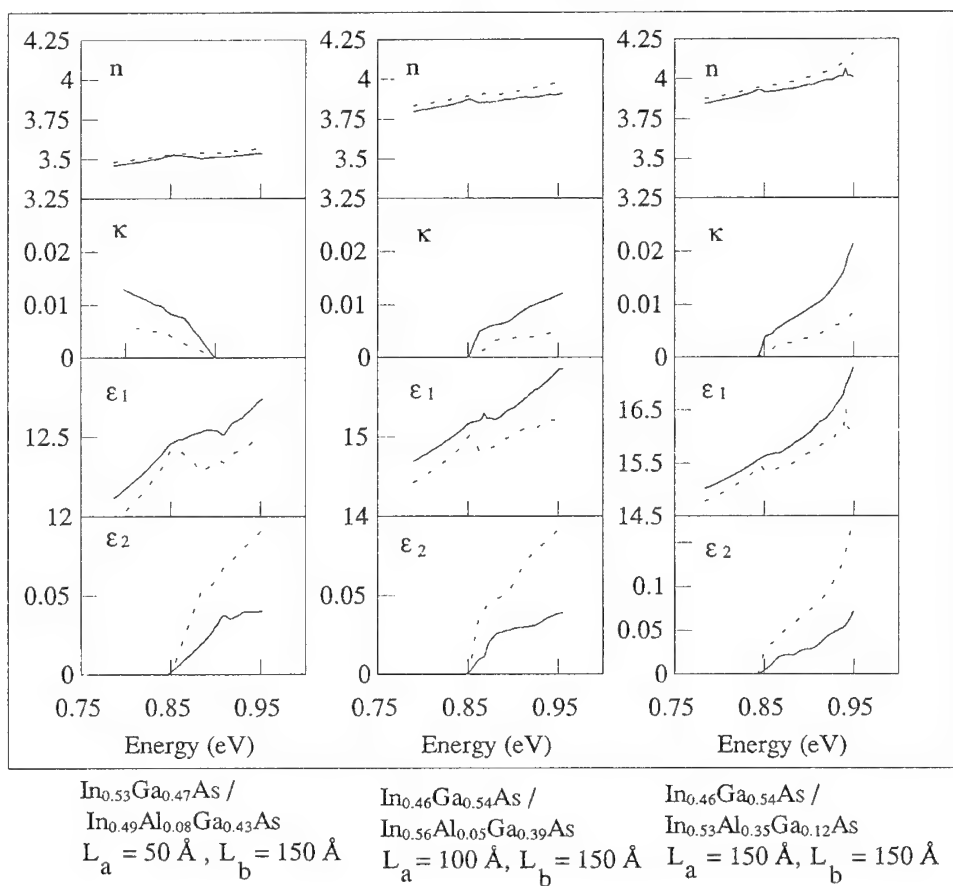 4.25
n
4
3.75
3.5
3.25
κ
0.02
0.01
0
ε1
12.5
12
ε2
0.05
0
0.75 0.85 0.95
Energy (eV)
4.25
n
4
3.75
3.5
3.25
κ
0.02
0.01
0
ε1
15
14
ε2
0.05
0
0.75 0.85 0.95
Energy (eV)
4.25
n
4
3.75
3.5
3.25
κ
0.02
0.01
0
ε1
16.5
15.5
14.5
ε2
0.1
0.05
0
0.75 0.85 0.95
Energy (eV)
In0.53Ga0.47As /
In0.49Al0.08Ga0.43As
La = 50 Å , Lb = 150 Å
In0.46Ga0.54As /
In0.56Al0.05Ga0.39As
La = 100 Å, Lb = 150 Å
In0.46Ga0.54As /
In0.53Al0.35Ga0.12As
La = 150 Å, Lb = 150 Å